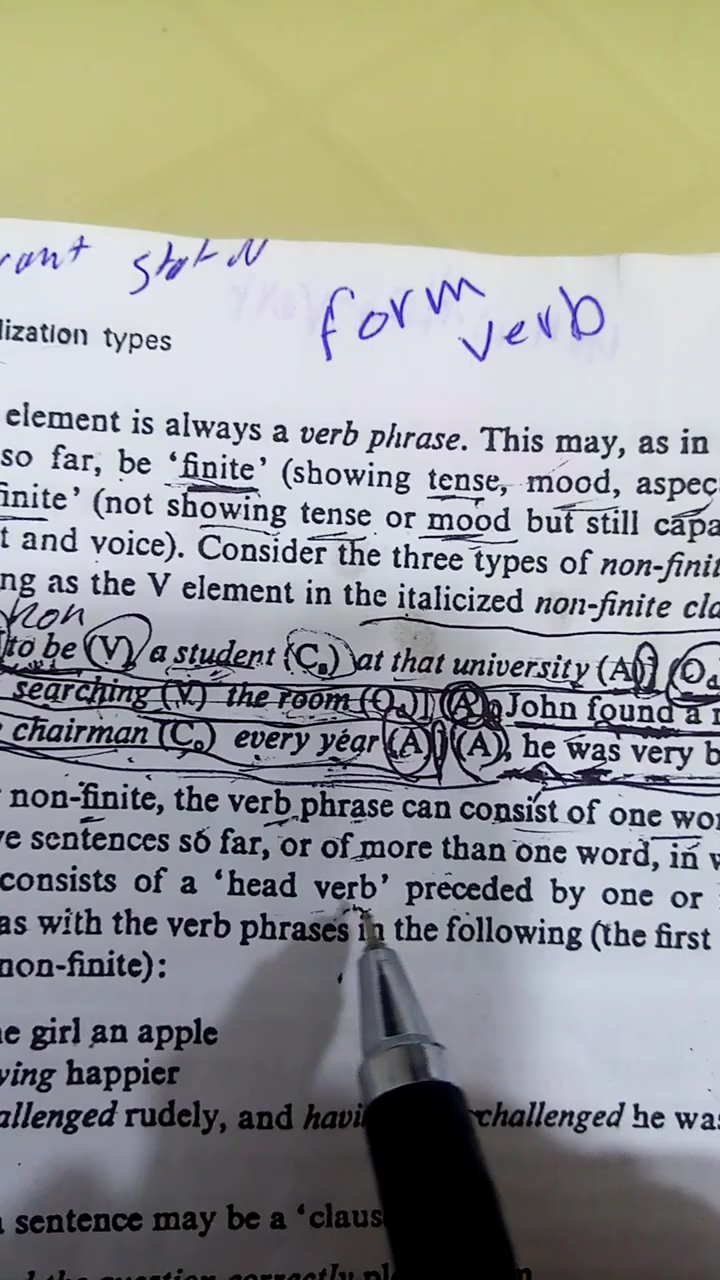 form
verb
lization types
element is always a verb phrase. This may, as in
so far, be ‘finite’ (showing tense, mood, aspec
inite’ (not showing tense or mood but still capa
t and voice). Consider the three types of non-finit
ng as the V element in the italicized non-finite cla
non
to be (V) a student (Cs) at that university (A)] (Od
searching (V) the room (Od)] (A), John found a r
chairman (Co) every year (A)] (A), he was very b
non-finite, the verb phrase can consist of one wor
ve sentences so far, or of more than one word, in w
consists of a ‘head verb’ preceded by one or
as with the verb phrases in the following (the first
non-finite):
e girl an apple
ving happier
allenged rudely, and havi challenged he was
sentence may be a ‘claus